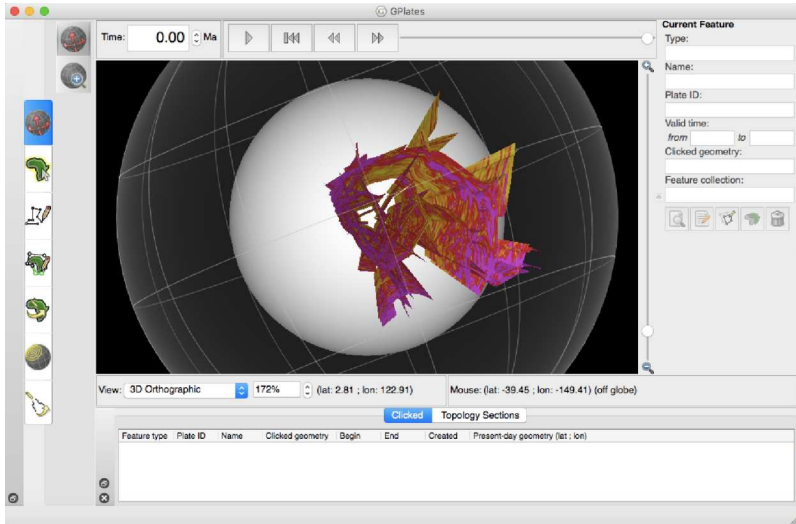 GPlates
Time: 0.00 Ma
Current Feature
Type:
Name:
Plate ID:
Valid time:
from to
Clicked geometry:
Feature collection:
View: 3D Orthographic 172% (lat: 2.81 ; lon: 122.91) Mouse: (lat: -39.45 ; lon: -149.41) (off globe)
Clicked Topology Sections
Feature type Plate ID Name Clicked geometry Begin End Created Present-day geometry (lat ; lon)